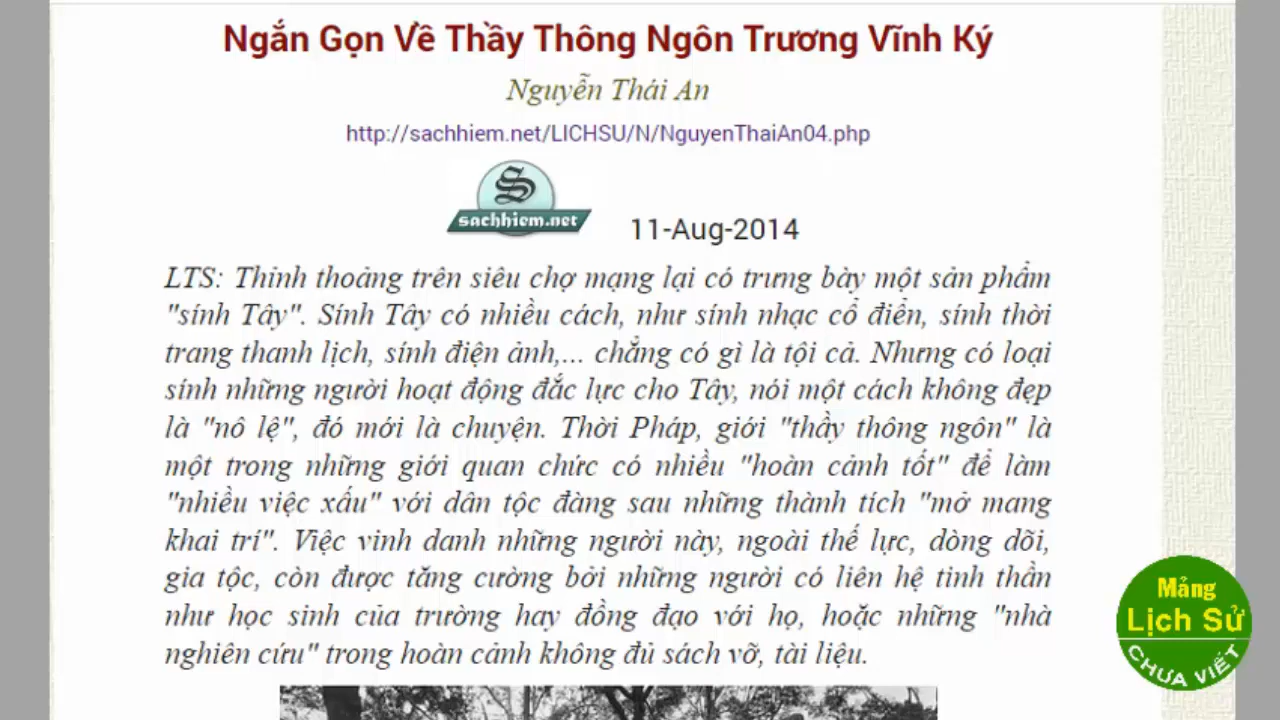 Ngắn Gọn Về Thầy Thông Ngôn Trương Vĩnh Ký
Nguyễn Thái An
http://sachhiem.net/LICHSU/N/NguyenThaiAn04.php
S
sachhiem.net
11-Aug-2014
LTS: Thỉnh thoảng trên siêu chợ mạng lại có trưng bày một sản phẩm
"sính Tây". Sính Tây có nhiều cách, như sính nhạc cổ điển, sính thời
trang thanh lịch, sính điện ảnh,... chẳng có gì là tội cả. Nhưng có loại
sính những người hoạt động đắc lực cho Tây, nói một cách không đẹp
là "nô lệ", đó mới là chuyện. Thời Pháp, giới "thầy thông ngôn" là
một trong những giới quan chức có nhiều "hoàn cảnh tốt" để làm
"nhiều việc xấu" với dân tộc đàng sau những thành tích "mở mang
khai trí". Việc vinh danh những người này, ngoài thế lực, dòng dõi,
gia tộc, còn được tăng cường bởi những người có liên hệ tinh thần
như học sinh của trường hay đồng đạo với họ, hoặc những "nhà
nghiên cứu" trong hoàn cảnh không đủ sách vỡ, tài liệu.
Mảng
Lịch Sử
CHƯA VIẾT